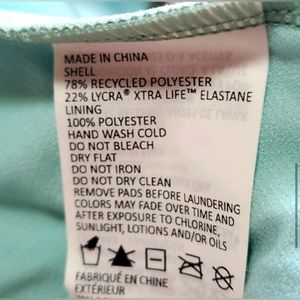 MADE IN CHINA
SHELL
78% RECYCLED POLYESTER
22% LYCRA® XTRA LIFE™ ELASTANE
LINING
100% POLYESTER
HAND WASH COLD
DO NOT BLEACH
DRY FLAT
DO NOT IRON
DO NOT DRY CLEAN
REMOVE PADS BEFORE LAUNDERING
COLORS MAY FADE OVER TIME AND
AFTER EXPOSURE TO CHLORINE,
SUNLIGHT, LOTIONS AND/OR OILS
FABRIQUÉ EN CHINE
EXTÉRIEUR